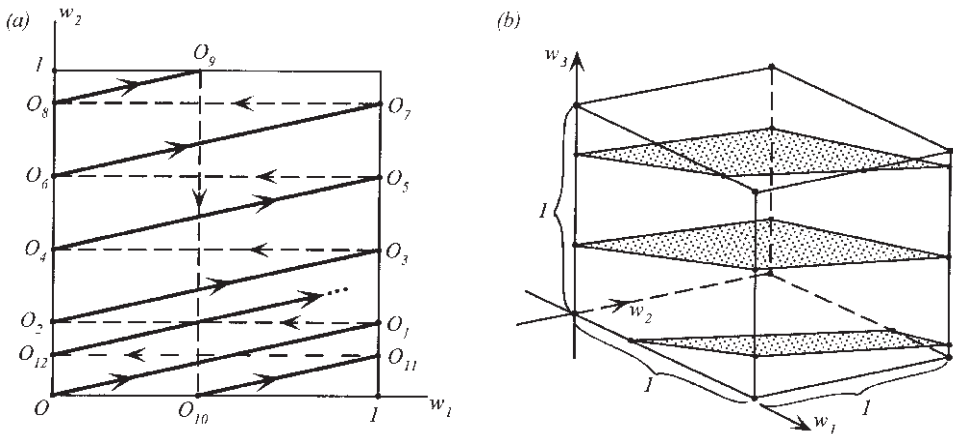 (a)
w₂
1
O₉
O₈
O₇
O₆
O₅
O₄
O₃
O₂
O₁
O₁₂
O₁₁
O
O₁₀
1
w₁
(b)
w₃
1
w₂
1
1
w₁